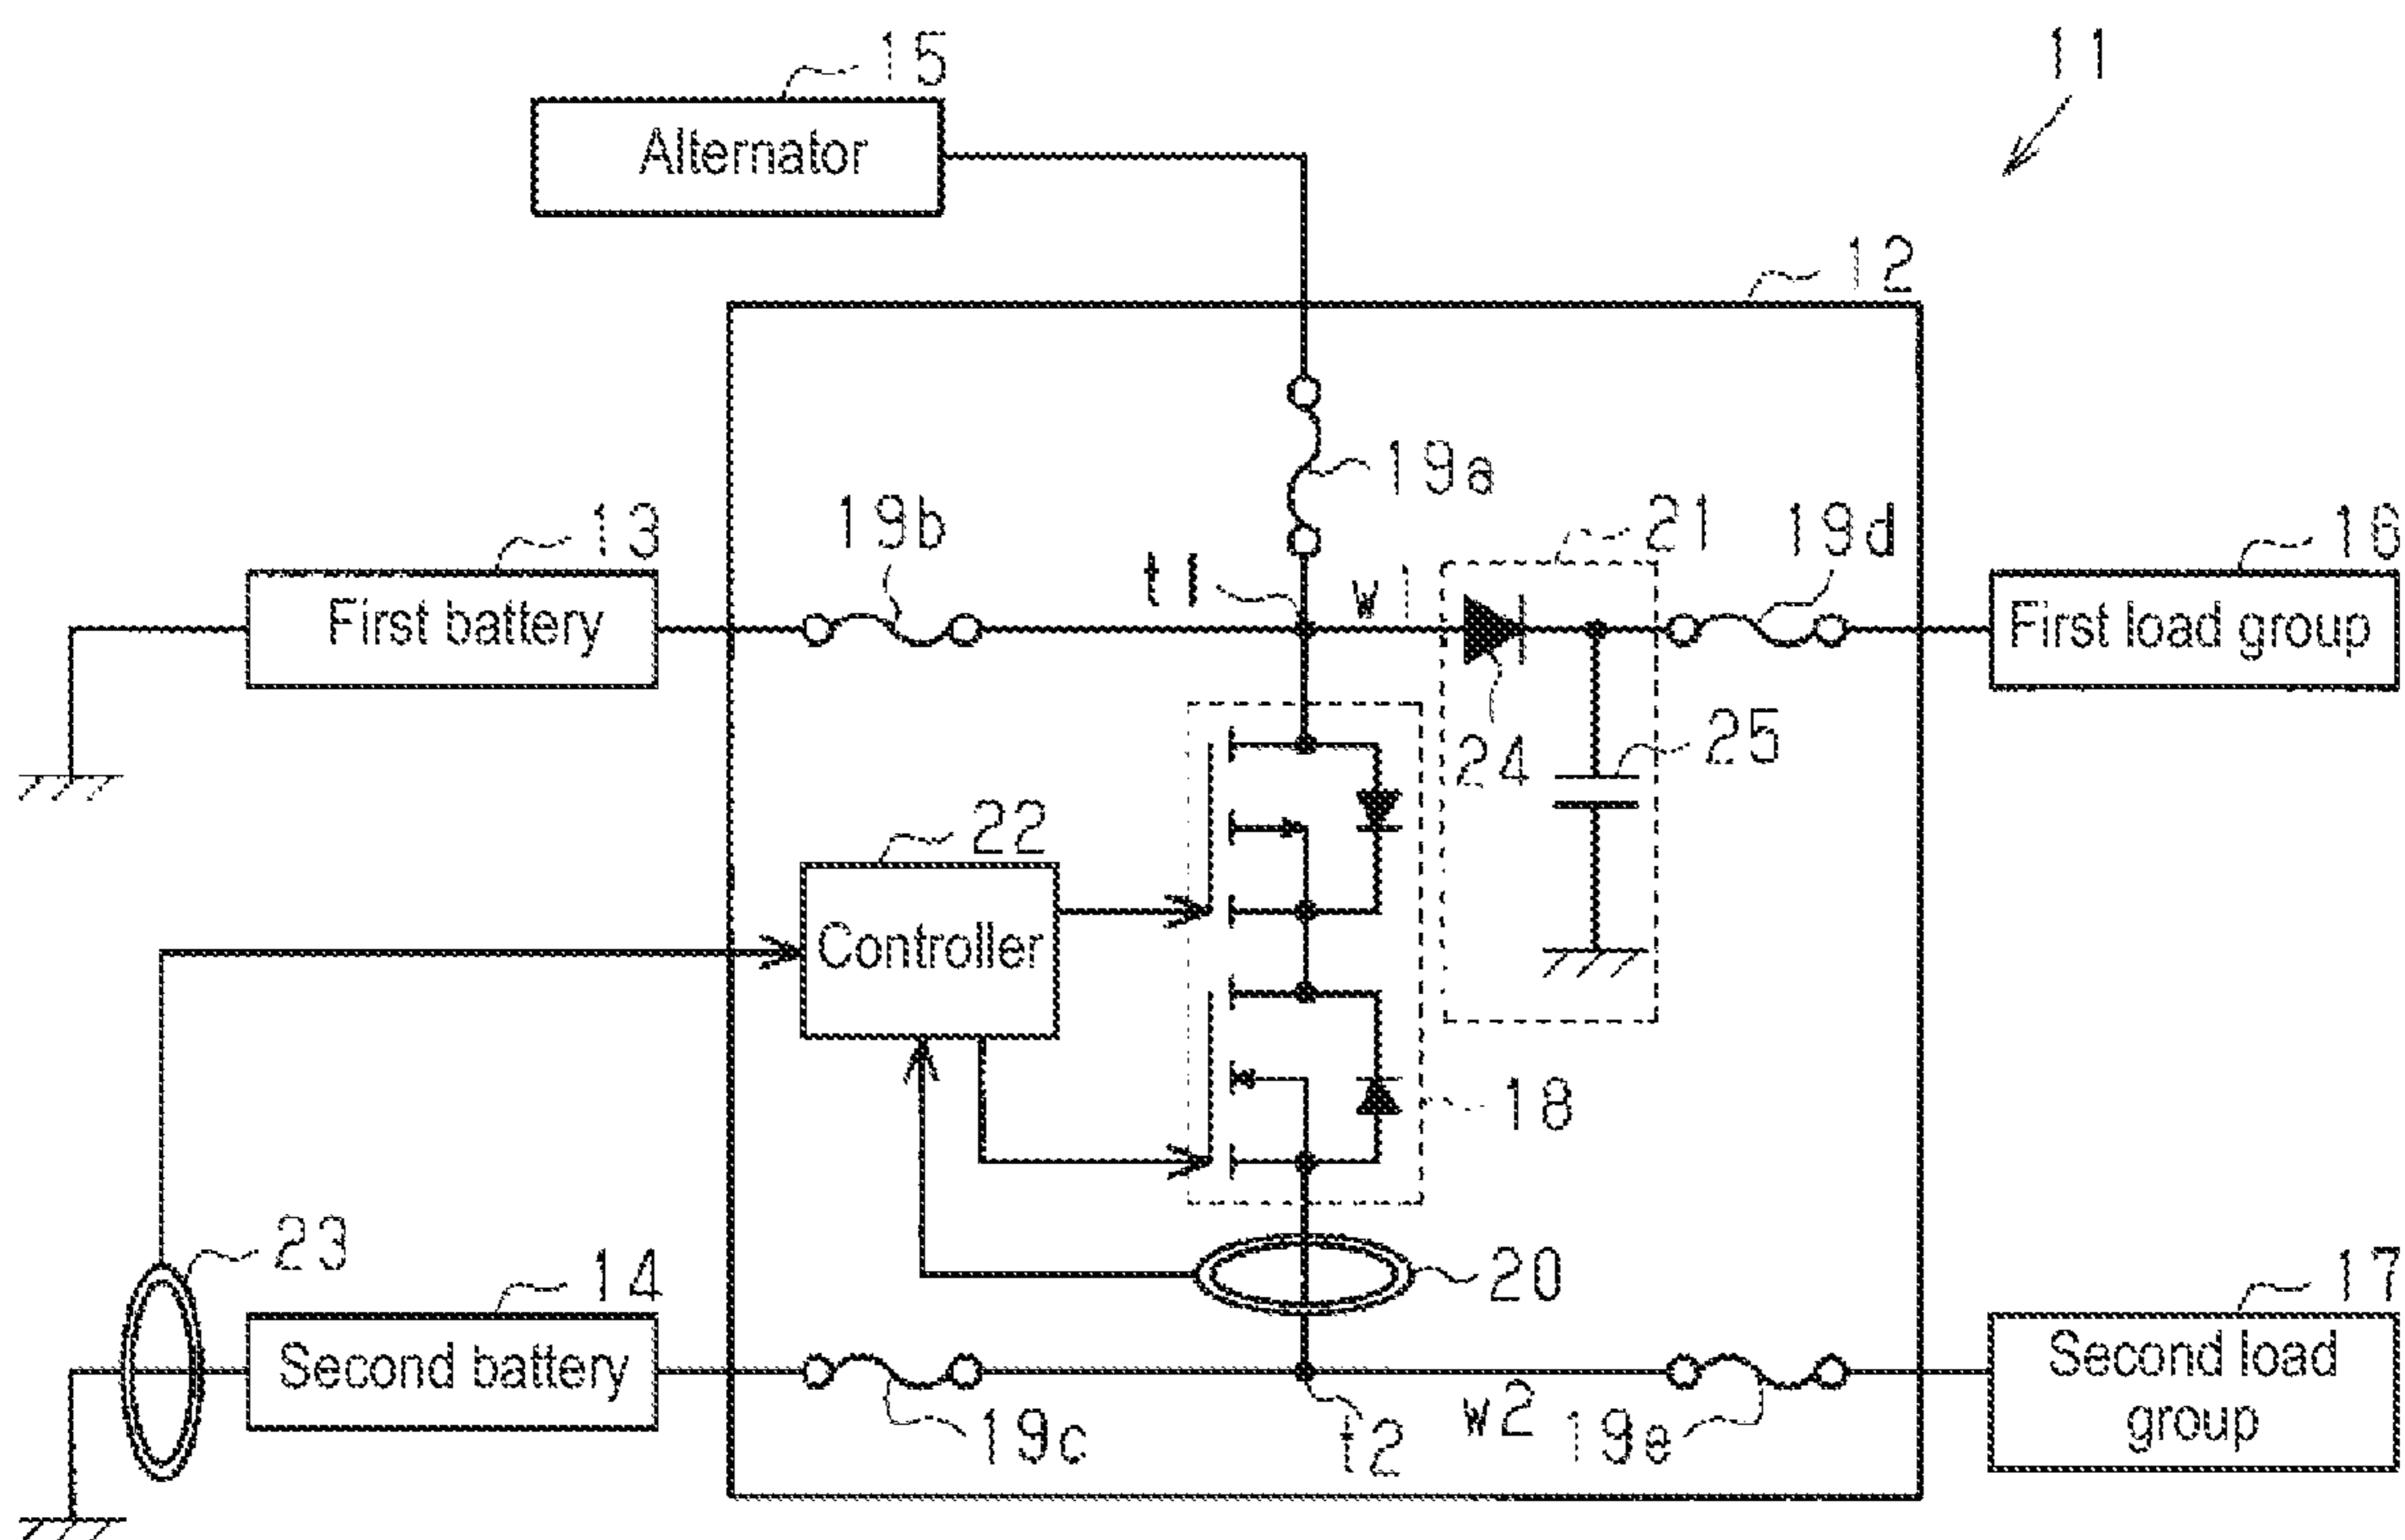 15
11
Alternator
12
19a
13
19b
t1
w1
21
19d
16
First battery
First load group
24
25
22
Controller
18
23
14
20
17
Second battery
Second load
group
19c
t2
w2
19e